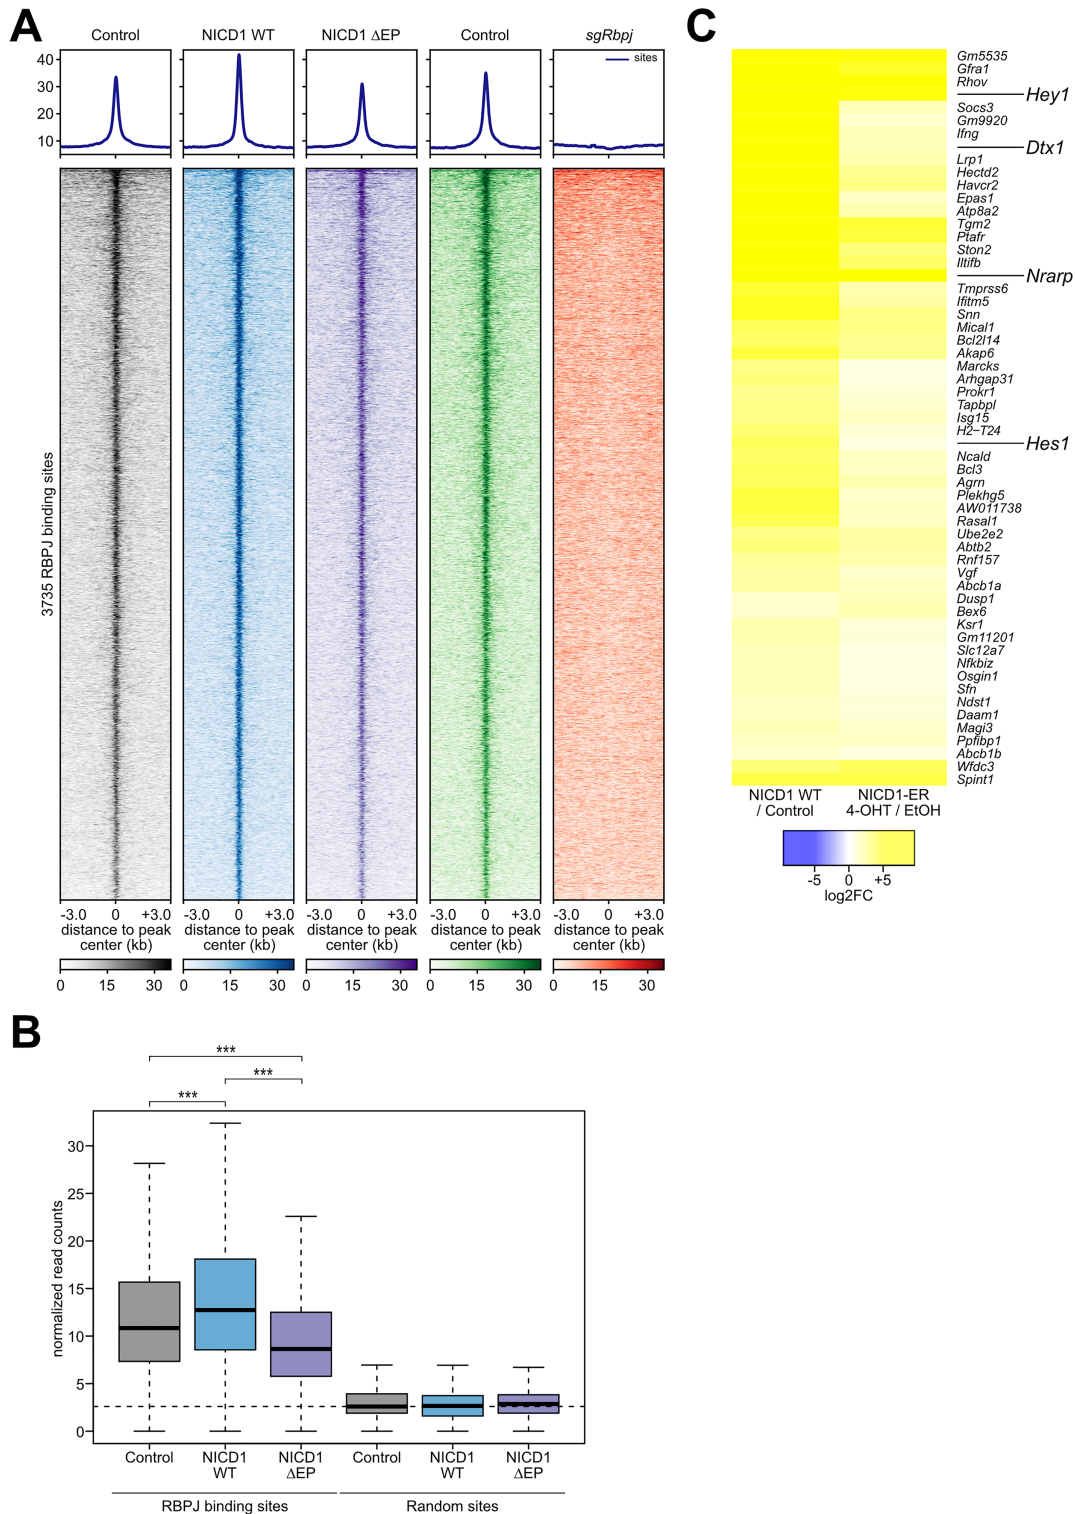 A
Control
NICD1 WT
NICD1 ΔEP
Control
sgRbpj
sites
40
30
20
10
3735 RBPJ binding sites
-3.0 0 +3.0
distance to peak
center (kb)
-3.0 0 +3.0
distance to peak
center (kb)
-3.0 0 +3.0
distance to peak
center (kb)
-3.0 0 +3.0
distance to peak
center (kb)
-3.0 0 +3.0
distance to peak
center (kb)
0 15 30
0 15 30
0 15 30
0 15 30
0 15 30
B
***
***
***
normalized read counts
30
25
20
15
10
5
0
Control
NICD1
WT
NICD1
ΔEP
Control
NICD1
WT
NICD1
ΔEP
RBPJ binding sites
Random sites
C
Gm5535
Gfra1
Rhov
Hey1
Socs3
Gm9920
Ifng
Dtx1
Lrp1
Hectd2
Havcr2
Epas1
Atp8a2
Tgm2
Ptafr
Ston2
Iltifb
Nrarp
Tmprss6
Ifitm5
Snn
Mical1
Bcl2l14
Akap6
Marcks
Arhgap31
Prokr1
Tapbpl
Isg15
H2−T24
Hes1
Ncald
Bcl3
Agrn
Plekhg5
AW011738
Rasal1
Ube2e2
Abtb2
Rnf157
Vgf
Abcb1a
Dusp1
Bex6
Ksr1
Gm11201
Slc12a7
Nfkbiz
Osgin1
Sfn
Ndst1
Daam1
Magi3
Ppfibp1
Abcb1b
Wfdc3
Spint1
NICD1 WT
/ Control
NICD1-ER
4-OHT / EtOH
-5 0 +5
log2FC